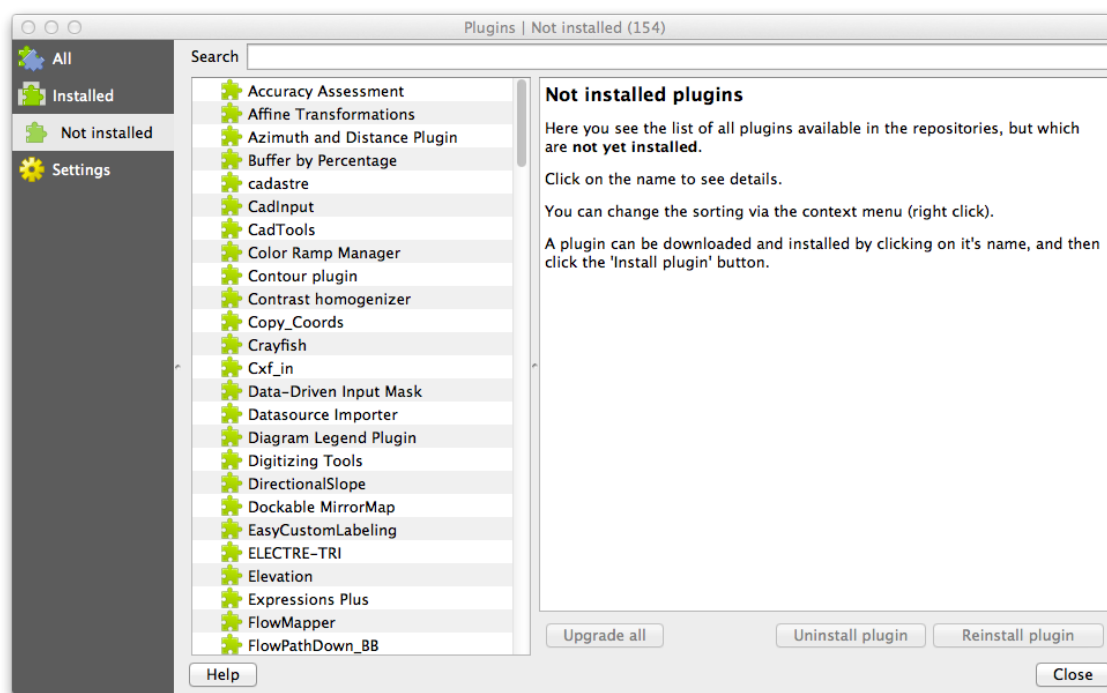 Plugins | Not installed (154)
All
Installed
Not installed
Settings
Search
Accuracy Assessment
Affine Transformations
Azimuth and Distance Plugin
Buffer by Percentage
cadastre
CadInput
CadTools
Color Ramp Manager
Contour plugin
Contrast homogenizer
Copy_Coords
Crayfish
Cxf_in
Data-Driven Input Mask
Datasource Importer
Diagram Legend Plugin
Digitizing Tools
DirectionalSlope
Dockable MirrorMap
EasyCustomLabeling
ELECTRE-TRI
Elevation
Expressions Plus
FlowMapper
FlowPathDown_BB
Not installed plugins
Here you see the list of all plugins available in the repositories, but which
are not yet installed.
Click on the name to see details.
You can change the sorting via the context menu (right click).
A plugin can be downloaded and installed by clicking on it's name, and then
click the 'Install plugin' button.
Upgrade all
Uninstall plugin
Reinstall plugin
Help
Close